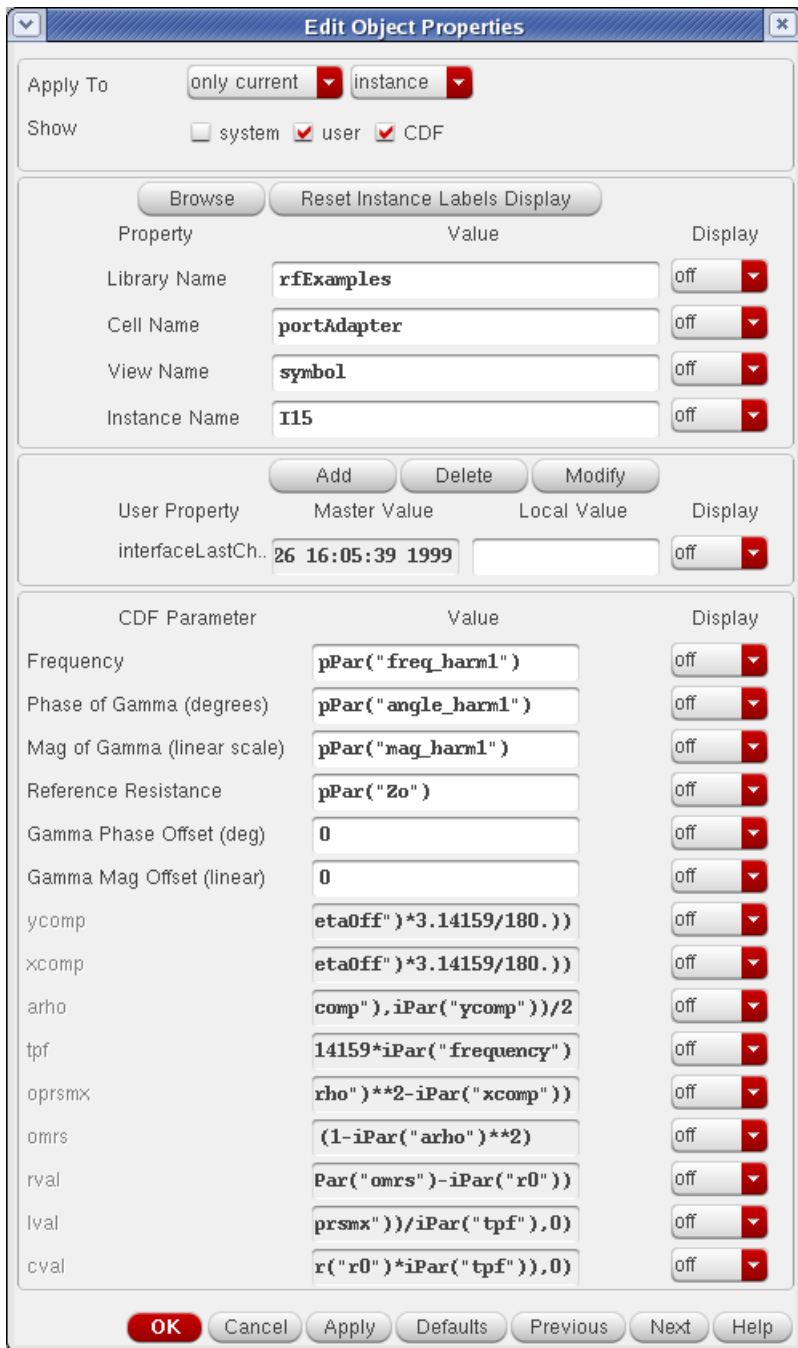 Edit Object Properties
Apply To only current instance
Show system user CDF
Browse Reset Instance Labels Display
Property Value Display
Library Name rfExamples off
Cell Name portAdapter off
View Name symbol off
Instance Name I15 off
Add Delete Modify
User Property Master Value Local Value Display
interfaceLastCh.. 26 16:05:39 1999 off
CDF Parameter Value Display
Frequency pPar("freq_harm1") off
Phase of Gamma (degrees) pPar("angle_harm1") off
Mag of Gamma (linear scale) pPar("mag_harm1") off
Reference Resistance pPar("Zo") off
Gamma Phase Offset (deg) 0 off
Gamma Mag Offset (linear) 0 off
ycomp etaOff")*3.14159/180.)) off
xcomp etaOff")*3.14159/180.)) off
arho comp"),iPar("ycomp"))/2 off
tpf 14159*iPar("frequency") off
oprsmx rho")**2-iPar("xcomp")) off
omrs (1-iPar("arho")**2) off
rval Par("omrs")-iPar("r0")) off
lval prsmx"))/iPar("tpf"),0) off
cval r("r0")*iPar("tpf")),0) off
OK Cancel Apply Defaults Previous Next Help